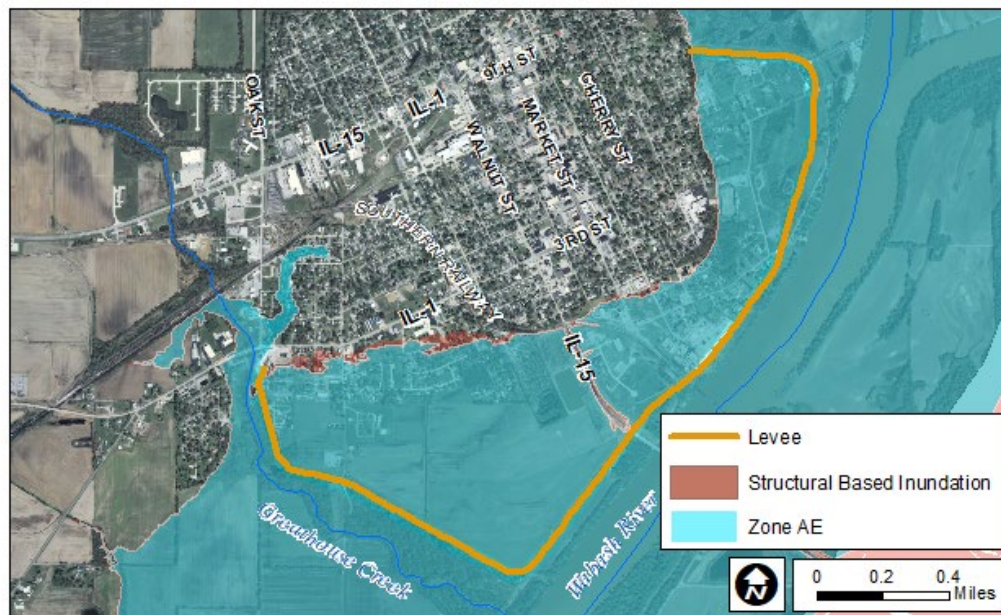 9TH ST
CHERRY ST
OAK ST
IL-1
IL-15
MARKET ST
WALNUT ST
SOUTHERN RAILWAY
3RD ST
IL-1
IL-15
Levee
Structural Based Inundation
Zone AE
Greathouse Creek
Wabash River
N
0 0.2 0.4
Miles